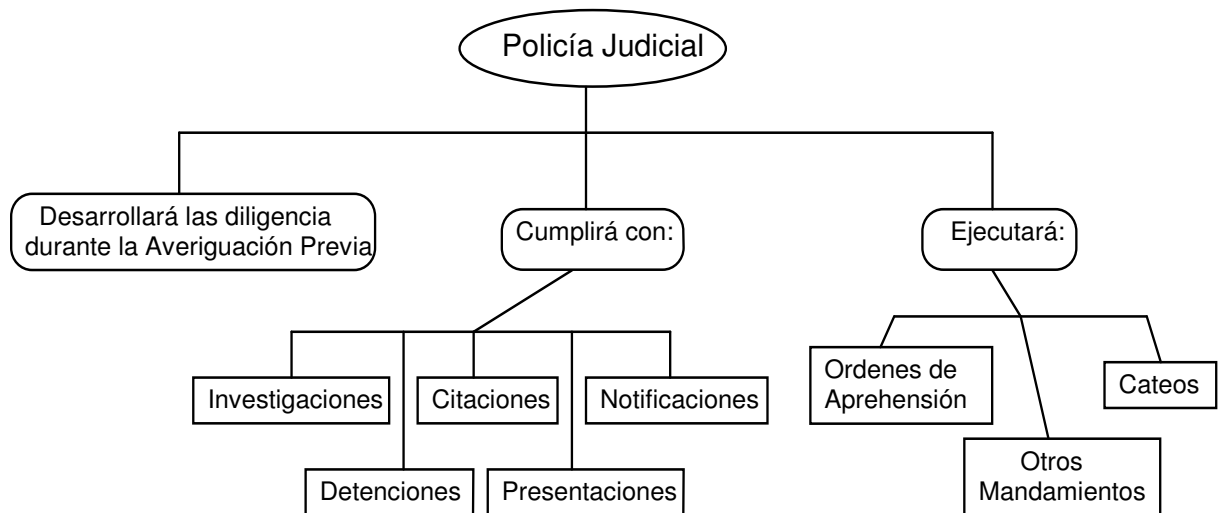 Policía Judicial
Desarrollará las diligencia
durante la Averiguación Previa
Cumplirá con:
Ejecutará:
Investigaciones
Citaciones
Notificaciones
Detenciones
Presentaciones
Ordenes de
Aprehensión
Cateos
Otros
Mandamientos